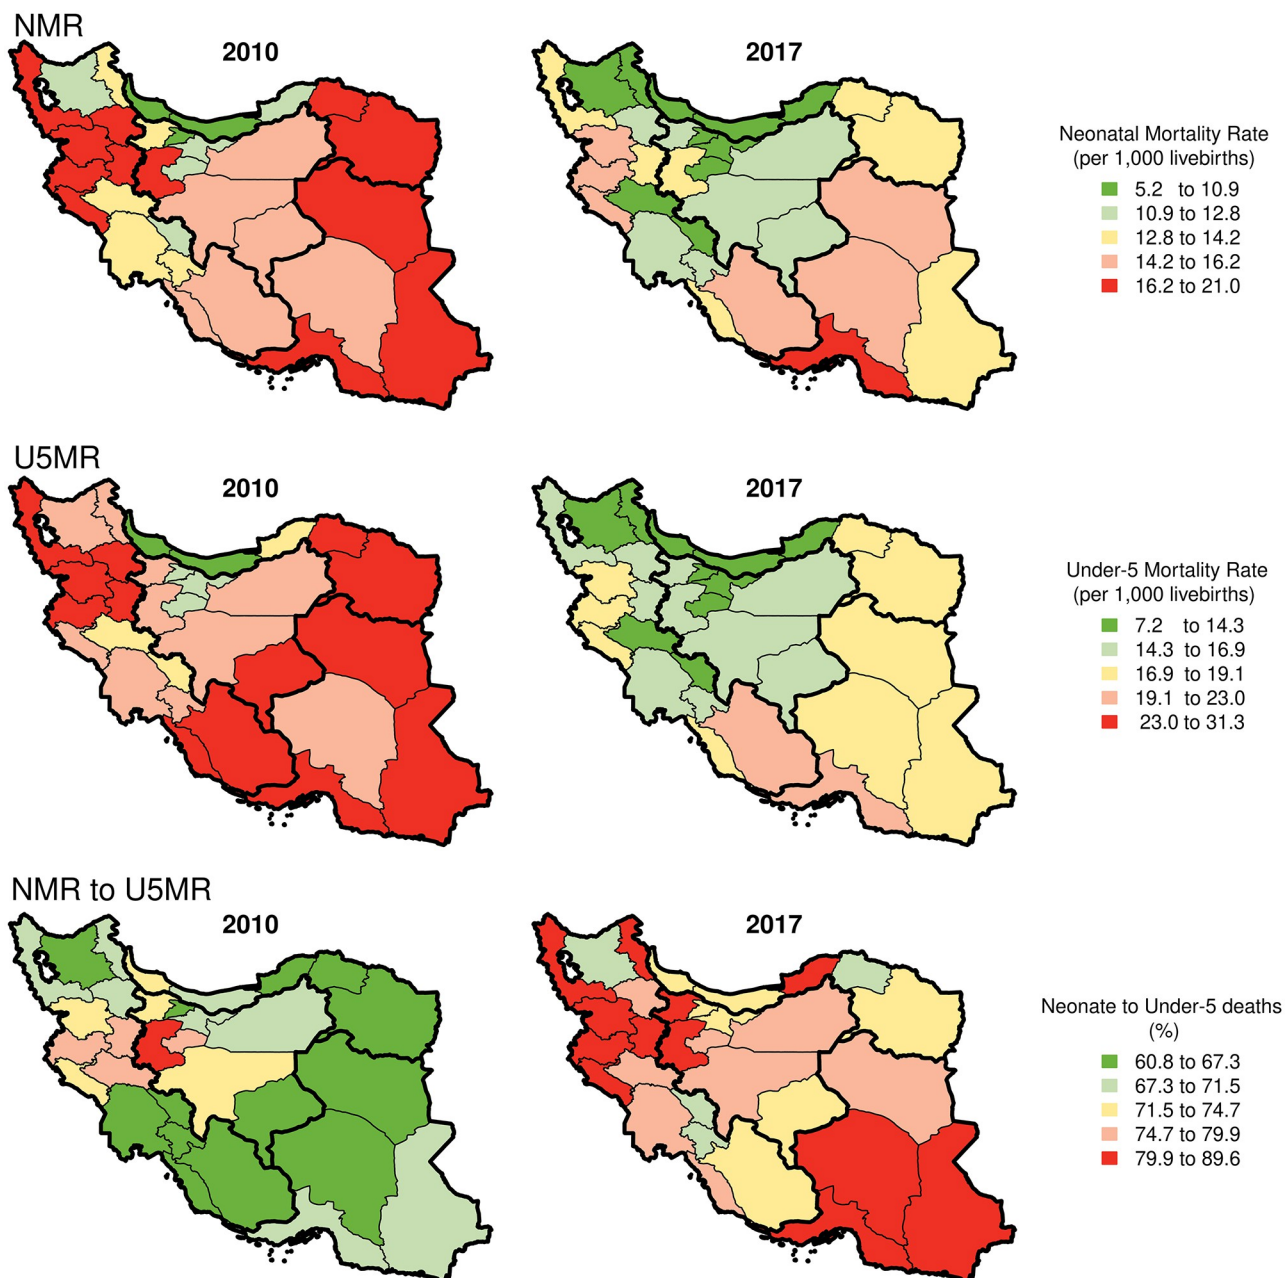 NMR
2010
2017
Neonatal Mortality Rate
(per 1,000 livebirths)
5.2 to 10.9
10.9 to 12.8
12.8 to 14.2
14.2 to 16.2
16.2 to 21.0
U5MR
2010
2017
Under-5 Mortality Rate
(per 1,000 livebirths)
7.2 to 14.3
14.3 to 16.9
16.9 to 19.1
19.1 to 23.0
23.0 to 31.3
NMR to U5MR
2010
2017
Neonate to Under-5 deaths
(%)
60.8 to 67.3
67.3 to 71.5
71.5 to 74.7
74.7 to 79.9
79.9 to 89.6